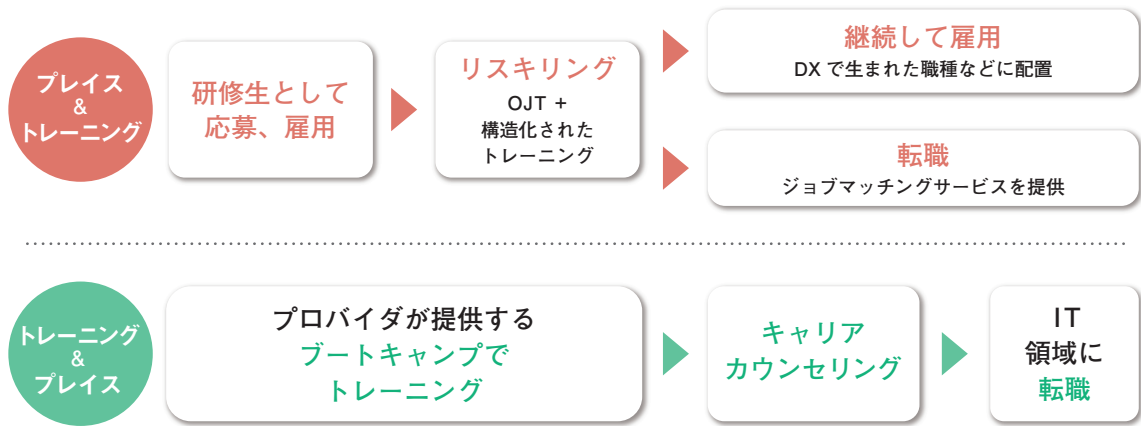 プレイス
&
トレーニング
研修生として
応募、雇用
リスキリング
OJT +
構造化された
トレーニング
継続して雇用
DX で生まれた職種などに配置
転職
ジョブマッチングサービスを提供
トレーニング
&
プレイス
プロバイダが提供する
ブートキャンプで
トレーニング
キャリア
カウンセリング
IT
領域に
転職